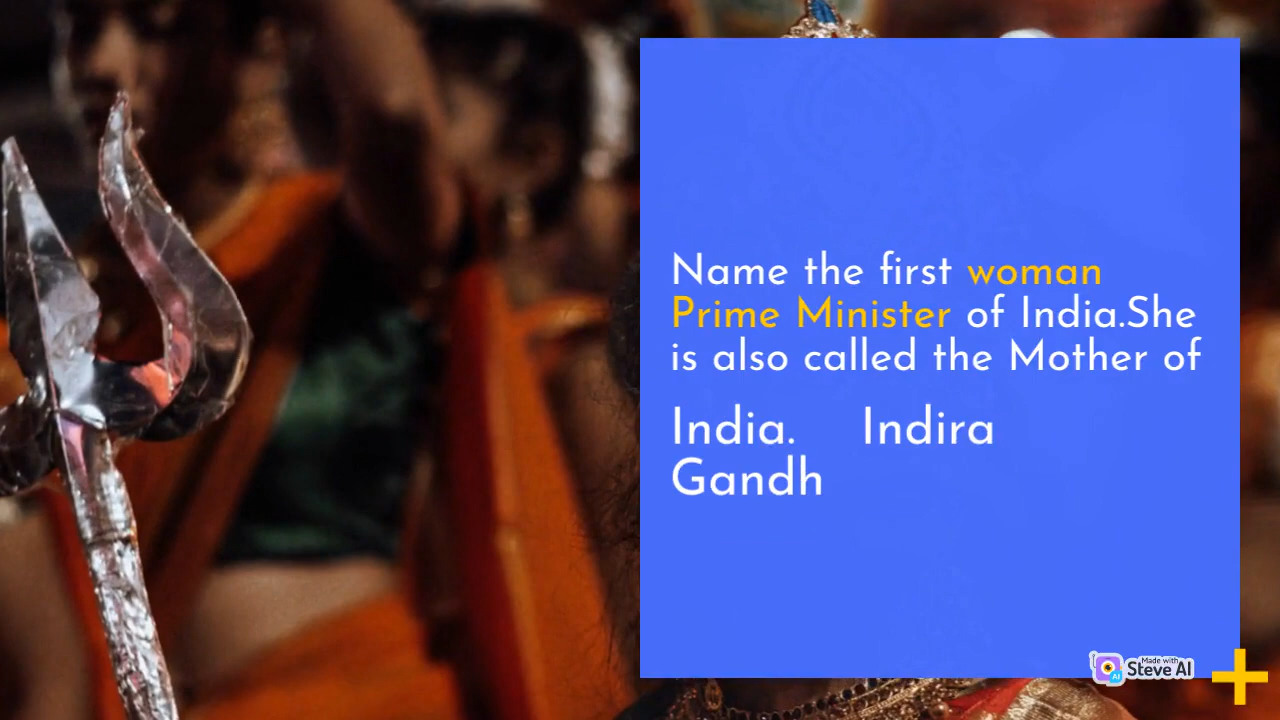 Name the first woman
Prime Minister of India.She
is also called the Mother of
India. Indira
Gandh
Made with
Steve AI
AI